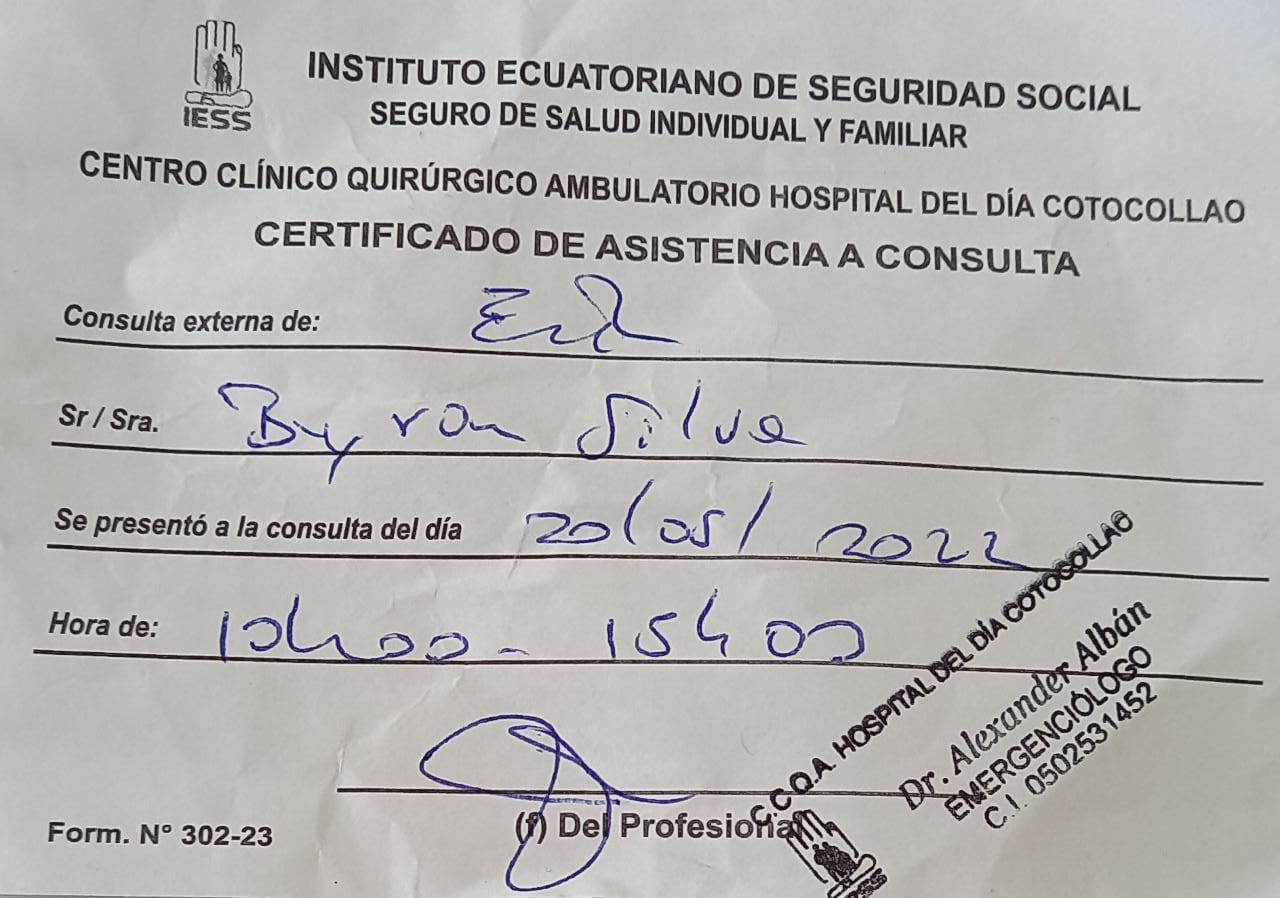 IESS
INSTITUTO ECUATORIANO DE SEGURIDAD SOCIAL
SEGURO DE SALUD INDIVIDUAL Y FAMILIAR
CENTRO CLÍNICO QUIRÚRGICO AMBULATORIO HOSPITAL DEL DÍA COTOCOLLAO
CERTIFICADO DE ASISTENCIA A CONSULTA
Consulta externa de:
Sr / Sra. Byron Silva
Se presentó a la consulta del día 20/05/2022
Hora de: 10h00 - 15h00
(f) Del Profesional
Form. N° 302-23
C.C.Q.A. HOSPITAL DEL DÍA COTOCOLLAO
Dr. Alexander Albán
EMERGENCIÓLOGO
C.I. 0502531452
IESS